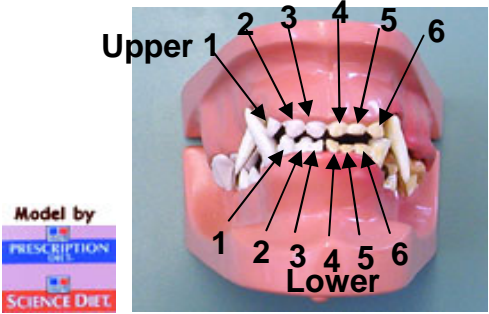 Upper 1 2 3 4 5 6
1 2 3 4 5 6
Lower
Model by
PRESCRIPTION
DIET.
SCIENCE DIET.